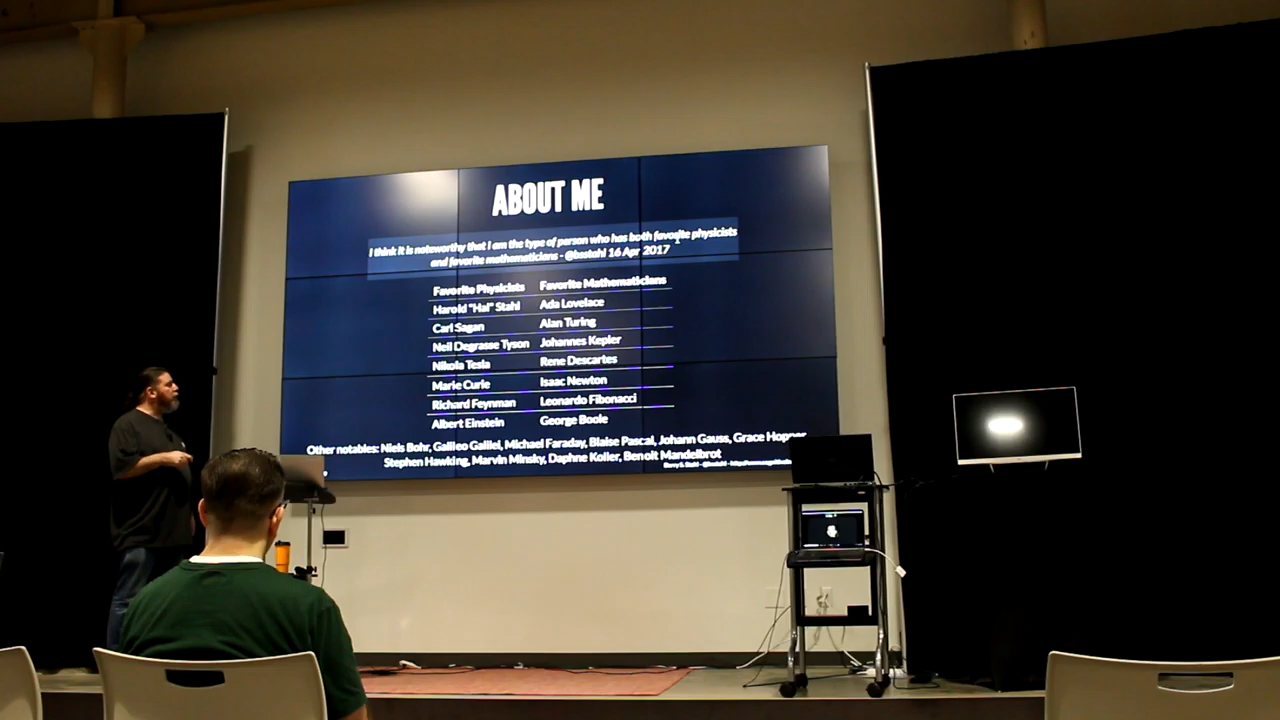 ABOUT ME
I think it is noteworthy that I am the type of person who has both favorite physicists
and favorite mathematicians - @bsstahl 16 Apr 2017
Favorite Physicists Favorite Mathematicians
Harold "Hal" Stahl Ada Lovelace
Carl Sagan Alan Turing
Neil Degrasse Tyson Johannes Kepler
Nikola Tesla Rene Descartes
Marie Curie Isaac Newton
Richard Feynman Leonardo Fibonacci
Albert Einstein George Boole
Other notables: Niels Bohr, Galileo Galilei, Michael Faraday, Blaise Pascal, Johann Gauss, Grace Hopper
Stephen Hawking, Marvin Minsky, Daphne Koller, Benoit Mandelbrot